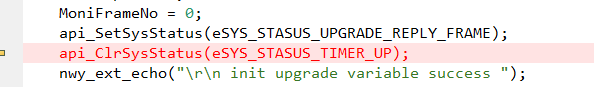 MoniFrameNo = 0;
api_SetSysStatus(eSYS_STASUS_UPGRADE_REPLY_FRAME);
api_ClrSysStatus(eSYS_STASUS_TIMER_UP);
nwy_ext_echo("\r\n init upgrade variable success ");